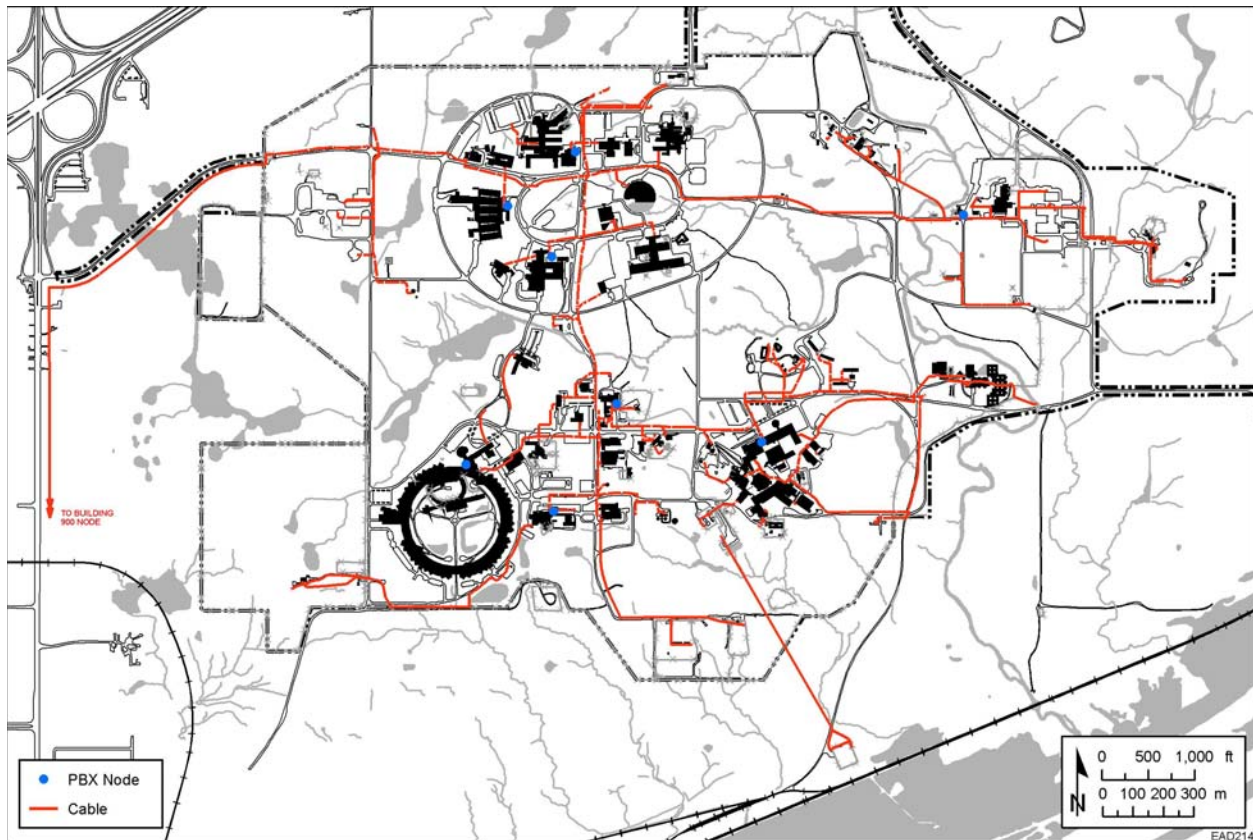 TO BUILDING
900 NODE
PBX Node
Cable
0 500 1,000 ft
0 100 200 300 m
N
EAD214